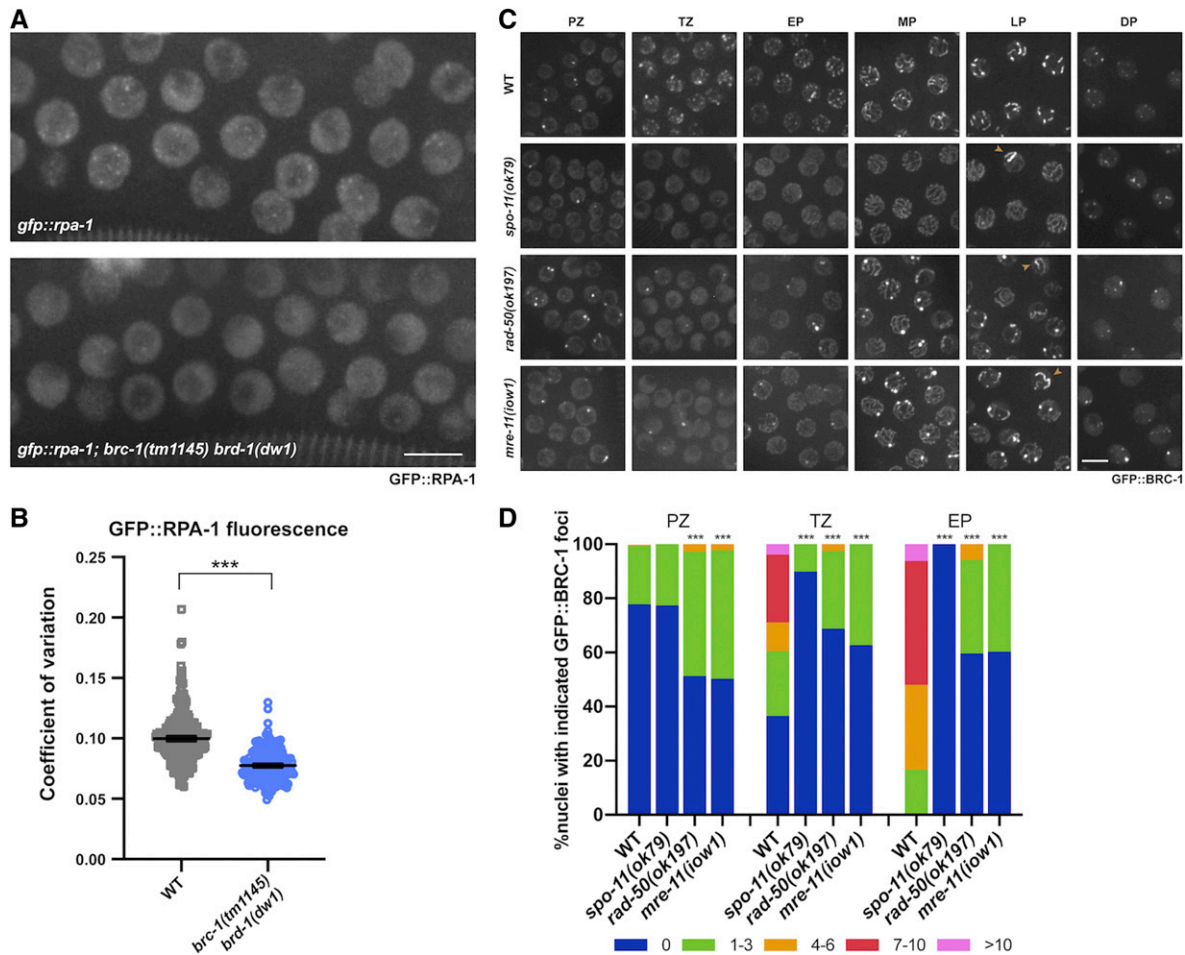 A
gfp::rpa-1
gfp::rpa-1; brc-1(tm1145) brd-1(dw1)
GFP::RPA-1
B
GFP::RPA-1 fluorescence
***
Coefficient of variation
0.25
0.20
0.15
0.10
0.05
0.00
WT
brc-1(tm1145)
brd-1(dw1)
C
PZ TZ EP MP LP DP
WT
spo-11(ok79)
rad-50(ok197)
mre-11(iow1)
GFP::BRC-1
D
PZ TZ EP
*** *** *** *** *** *** *** ***
%nuclei with indicated GFP::BRC-1 foci
100
80
60
40
20
0
WT
spo-11(ok79)
rad-50(ok197)
mre-11(iow1)
WT
spo-11(ok79)
rad-50(ok197)
mre-11(iow1)
WT
spo-11(ok79)
rad-50(ok197)
mre-11(iow1)
0 1-3 4-6 7-10 >10